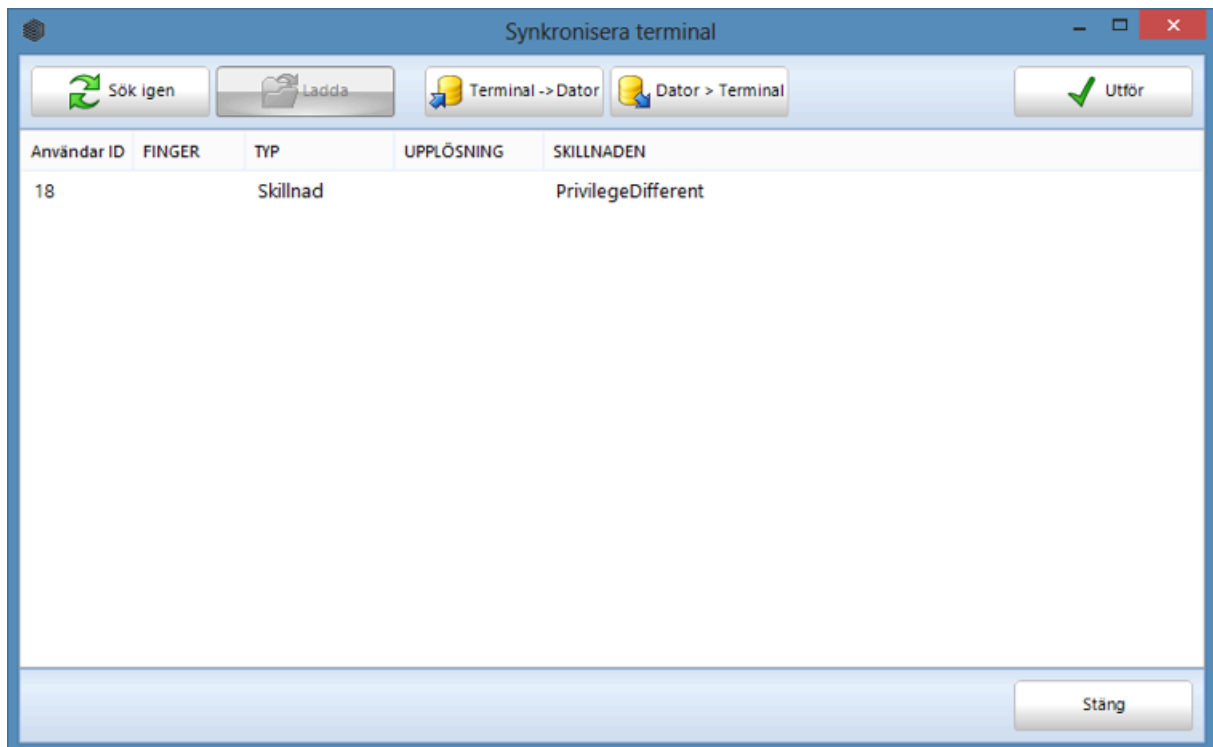 Synkronisera terminal
Sök igen Ladda Terminal -> Dator Dator > Terminal Utför
Användar ID FINGER TYP UPPLÖSNING SKILLNADEN
18 Skillnad PrivilegeDifferent
Stäng